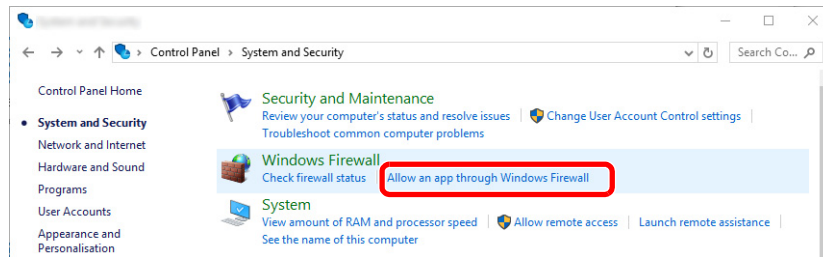 Control Panel > System and Security
Search Co...
Control Panel Home
System and Security
Network and Internet
Hardware and Sound
Programs
User Accounts
Appearance and
Personalisation
Security and Maintenance
Review your computer's status and resolve issues Change User Account Control settings
Troubleshoot common computer problems
Windows Firewall
Check firewall status Allow an app through Windows Firewall
System
View amount of RAM and processor speed Allow remote access Launch remote assistance
See the name of this computer